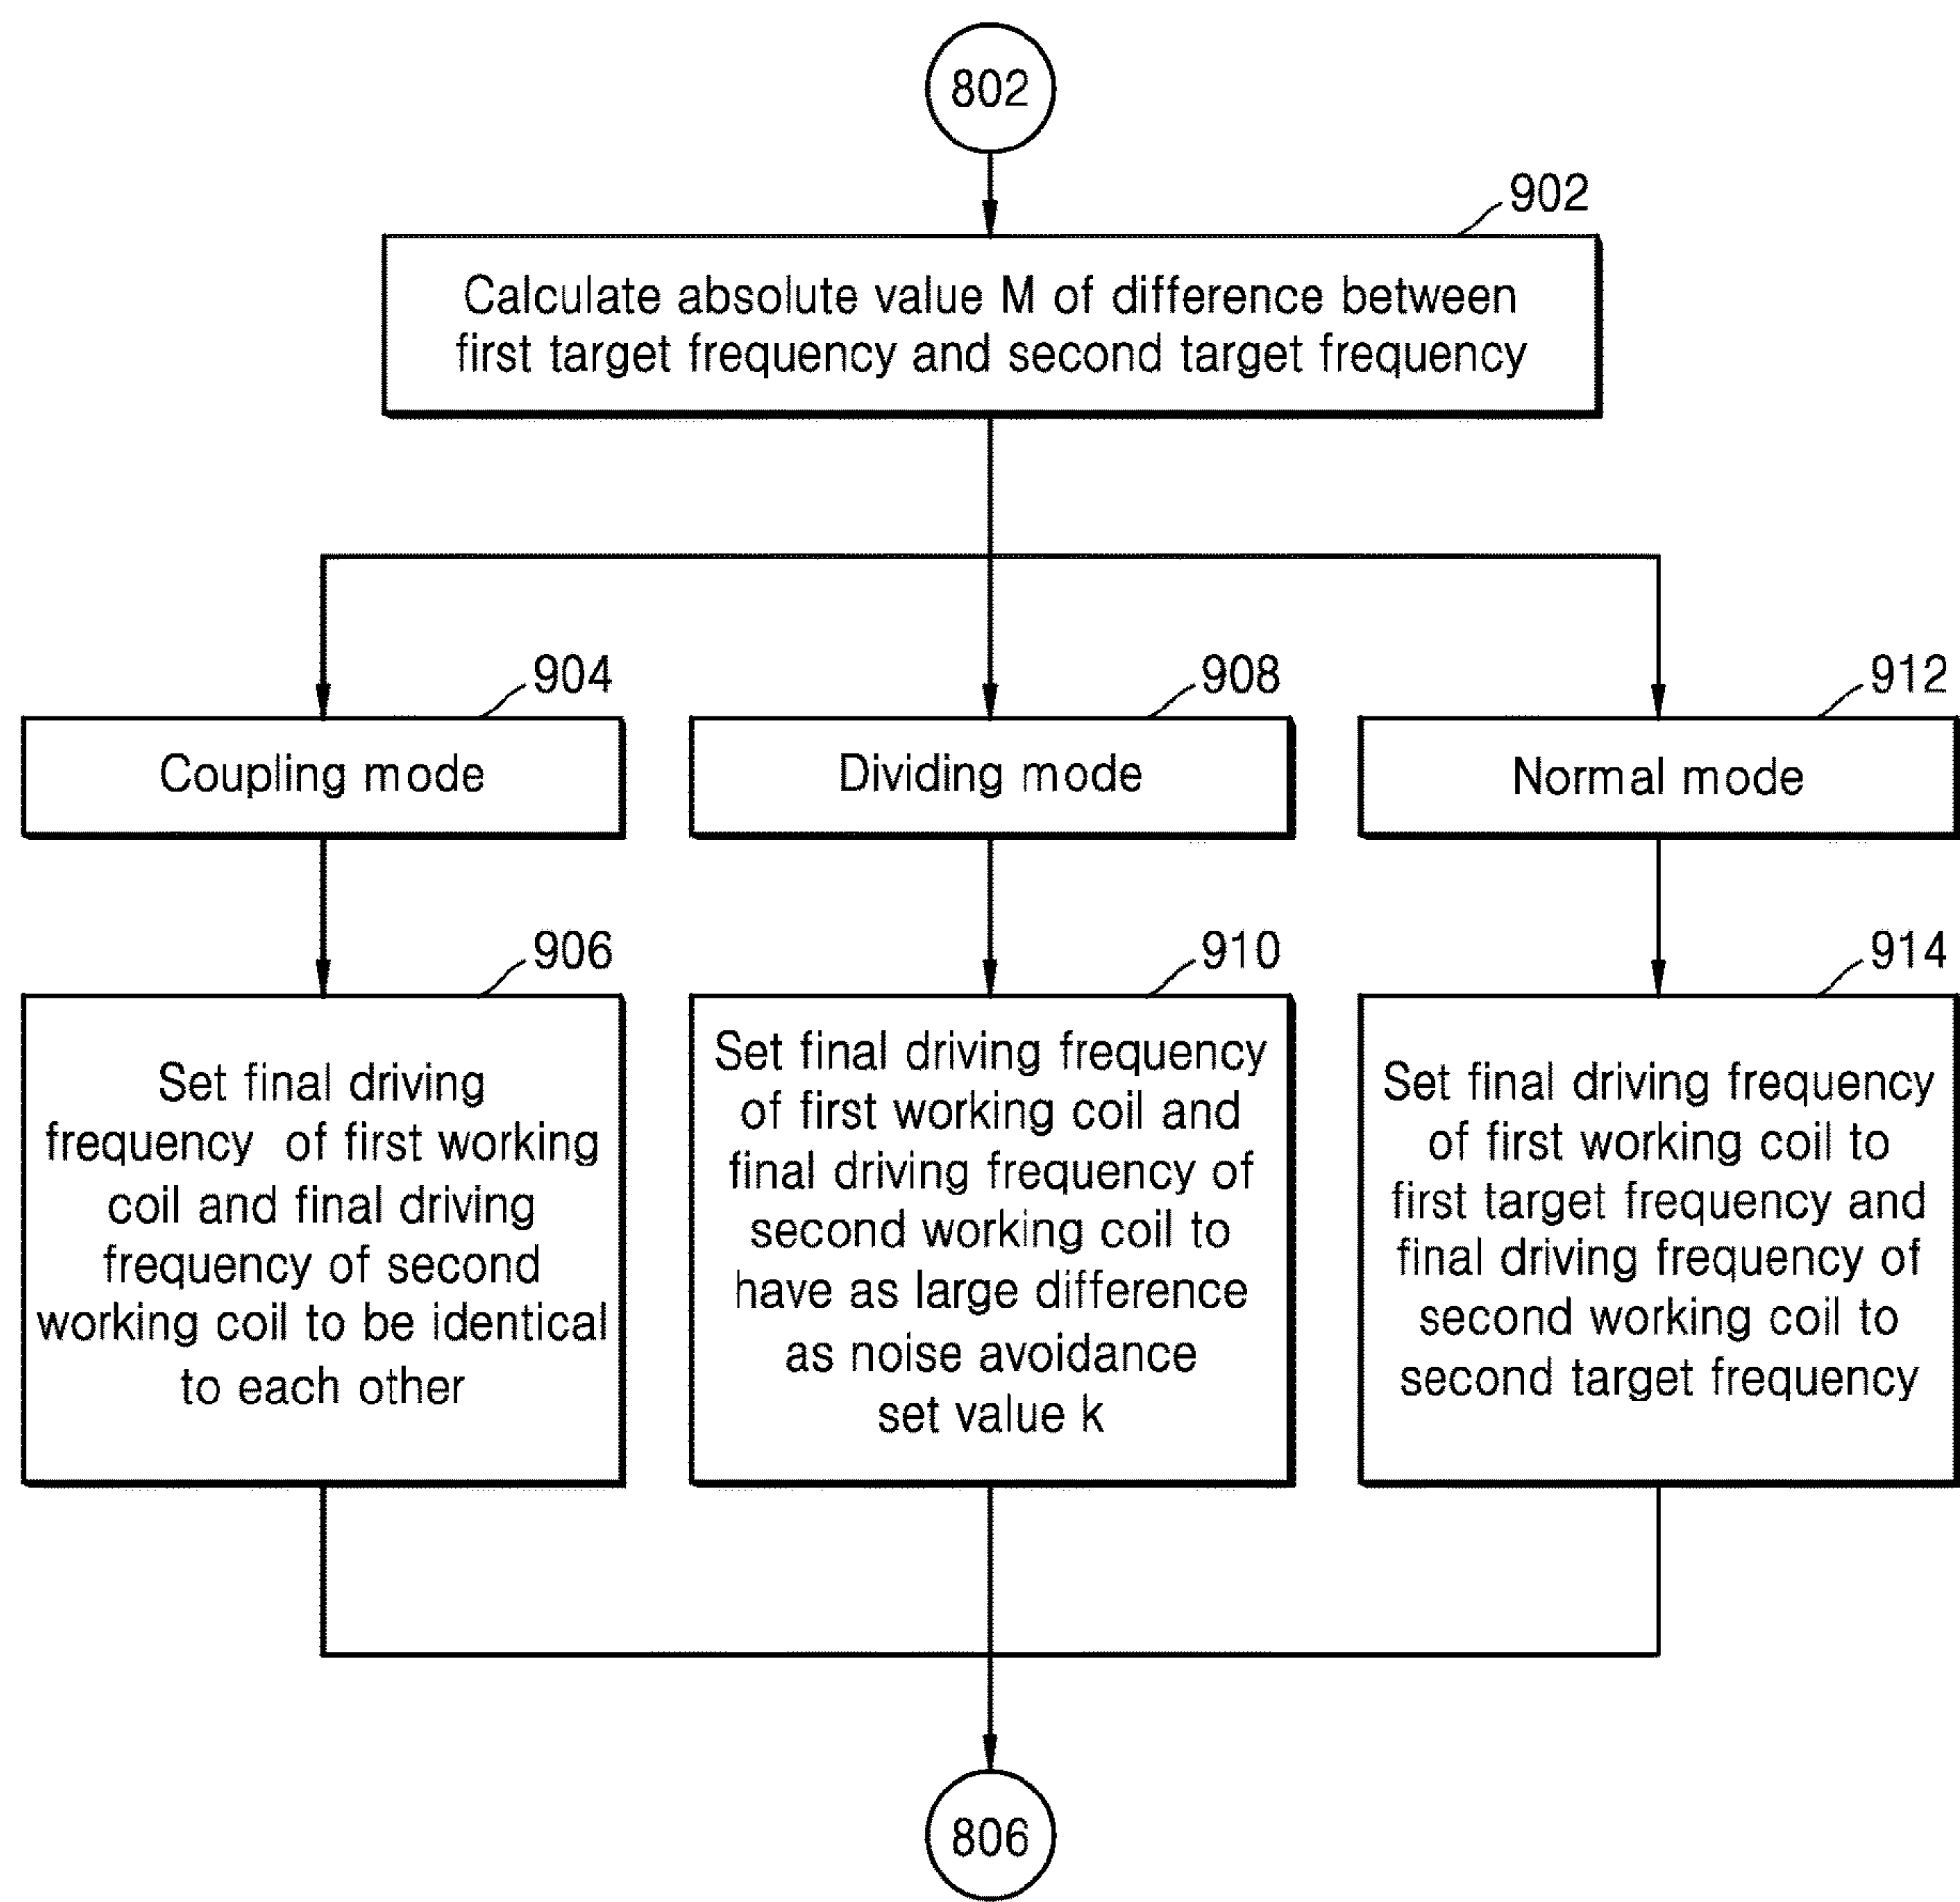 802
902
Calculate absolute value M of difference between
first target frequency and second target frequency
904
Coupling mode
908
Dividing mode
912
Normal mode
906
Set final driving
frequency of first working
coil and final driving
frequency of second
working coil to be identical
to each other
910
Set final driving frequency
of first working coil and
final driving frequency of
second working coil to
have as large difference
as noise avoidance
set value k
914
Set final driving frequency
of first working coil to
first target frequency and
final driving frequency of
second working coil to
second target frequency
806